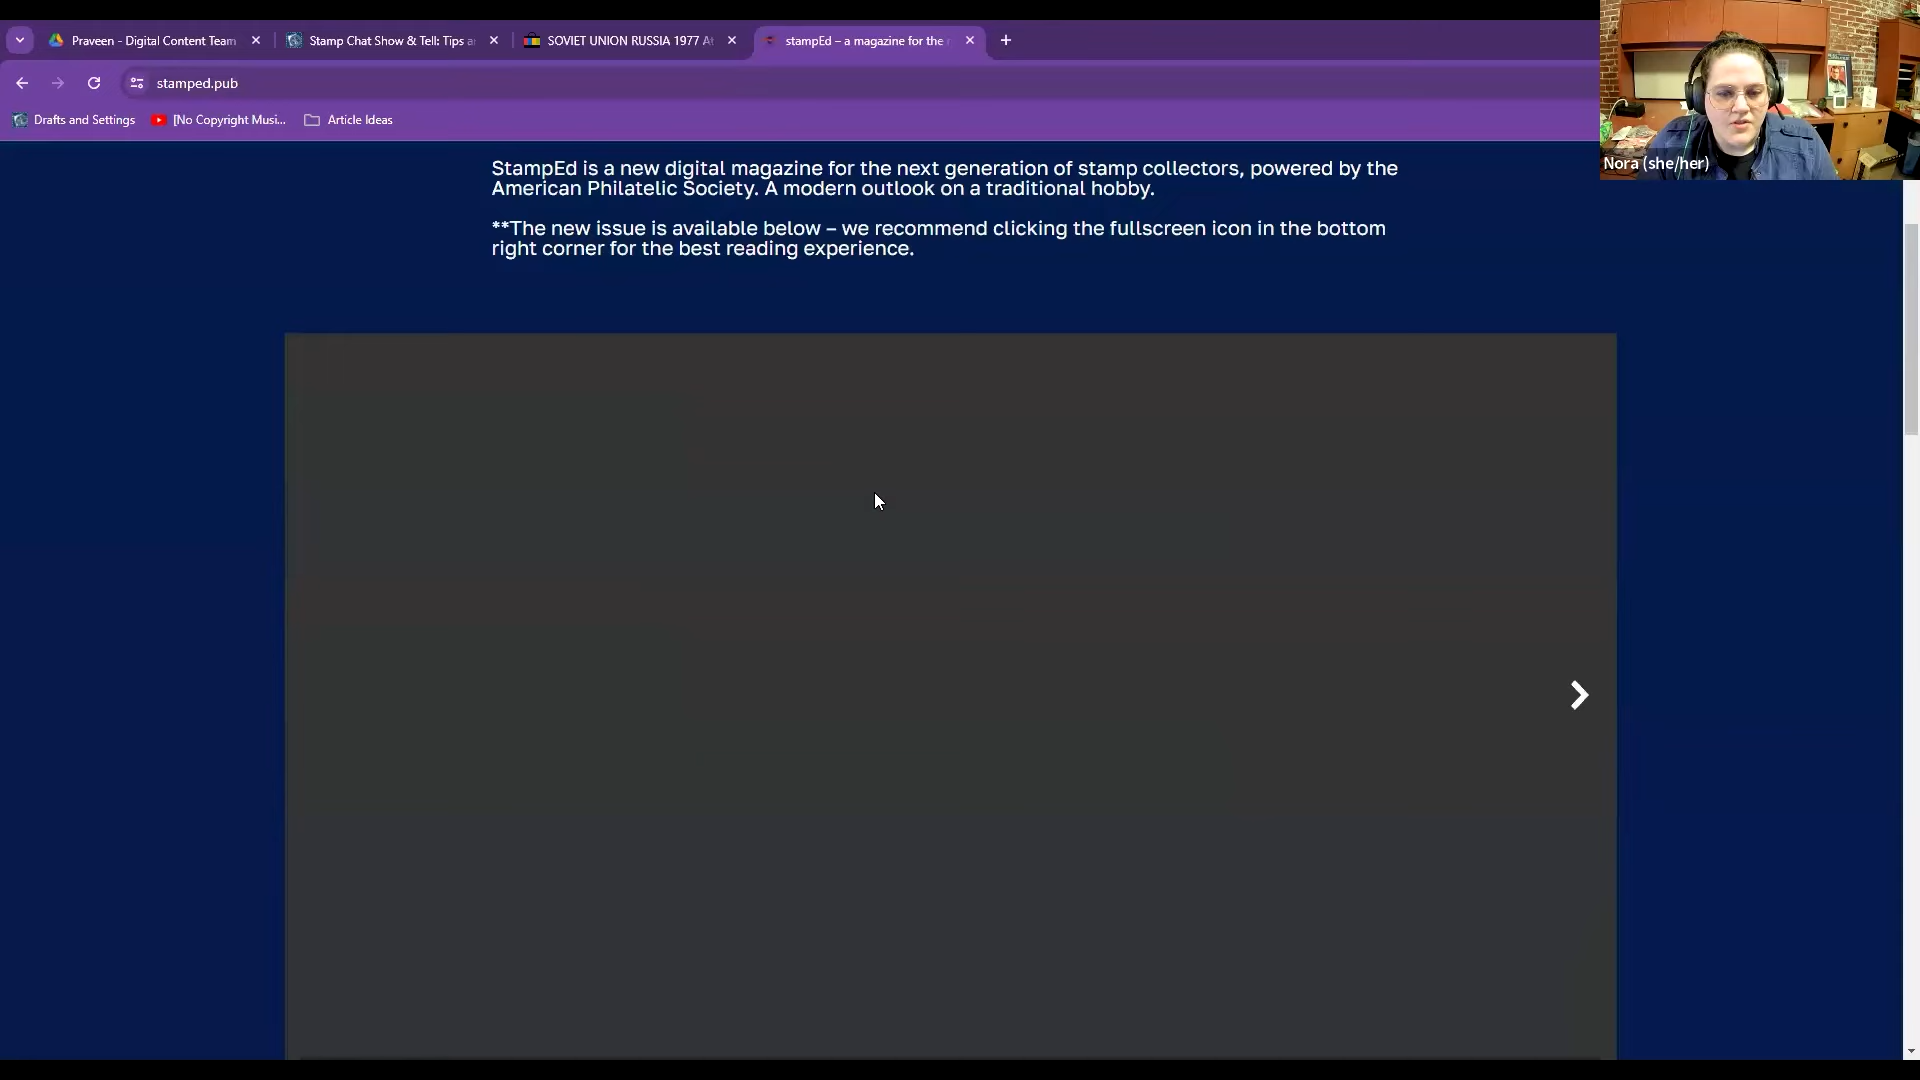 Praveen - Digital Content Team
Stamp Chat Show & Tell: Tips a
SOVIET UNION RUSSIA 1977 A
stampEd – a magazine for the
stamped.pub
Drafts and Settings
[No Copyright Musi...
Article Ideas
Nora (she/her)
StampEd is a new digital magazine for the next generation of stamp collectors, powered by the
American Philatelic Society. A modern outlook on a traditional hobby.
**The new issue is available below – we recommend clicking the fullscreen icon in the bottom
right corner for the best reading experience.